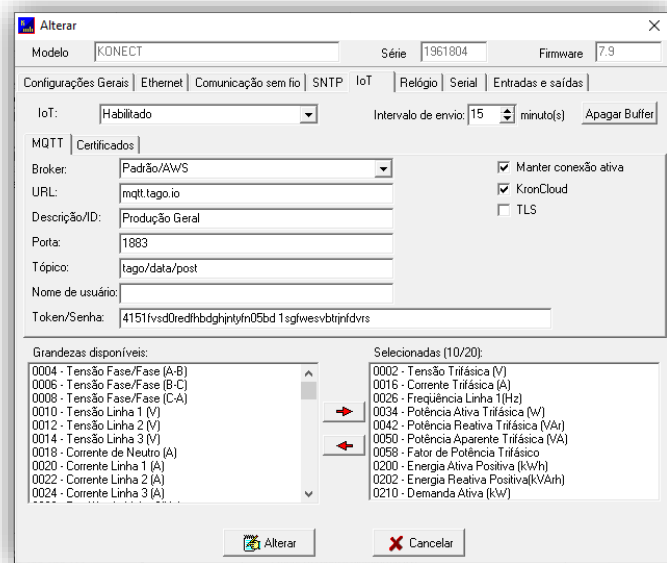 Alterar
Modelo KONECT Série 1961804 Firmware 7.9
Configurações Gerais Ethernet Comunicação sem fio SNTP IoT Relógio Serial Entradas e saídas
IoT: Habilitado Intervalo de envio: 15 minuto(s) Apagar Buffer
MQTT Certificados
Broker: Padrão/AWS Manter conexão ativa
URL: mqtt.tago.io KronCloud
Descrição/ID: Produção Geral TLS
Porta: 1883
Tópico: tago/data/post
Nome de usuário:
Token/Senha: 4151fvsd0redfhbdghjntyfn05bd 1sgfwesvbtrjnfdvrs
Grandezas disponíveis: Selecionadas (10/20):
0004 - Tensão Fase/Fase (A-B) 0002 - Tensão Trifásica (V)
0006 - Tensão Fase/Fase (B-C) 0016 - Corrente Trifásica (A)
0008 - Tensão Fase/Fase (C-A) 0026 - Freqüência Linha 1(Hz)
0010 - Tensão Linha 1 (V) 0034 - Potência Ativa Trifásica (W)
0012 - Tensão Linha 2 (V) 0042 - Potência Reativa Trifásica (VAr)
0014 - Tensão Linha 3 (V) 0050 - Potência Aparente Trifásica (VA)
0018 - Corrente de Neutro (A) 0058 - Fator de Potência Trifásico
0020 - Corrente Linha 1 (A) 0200 - Energia Ativa Positiva (kWh)
0022 - Corrente Linha 2 (A) 0202 - Energia Reativa Positiva(kVArh)
0024 - Corrente Linha 3 (A) 0210 - Demanda Ativa (kW)
Alterar Cancelar